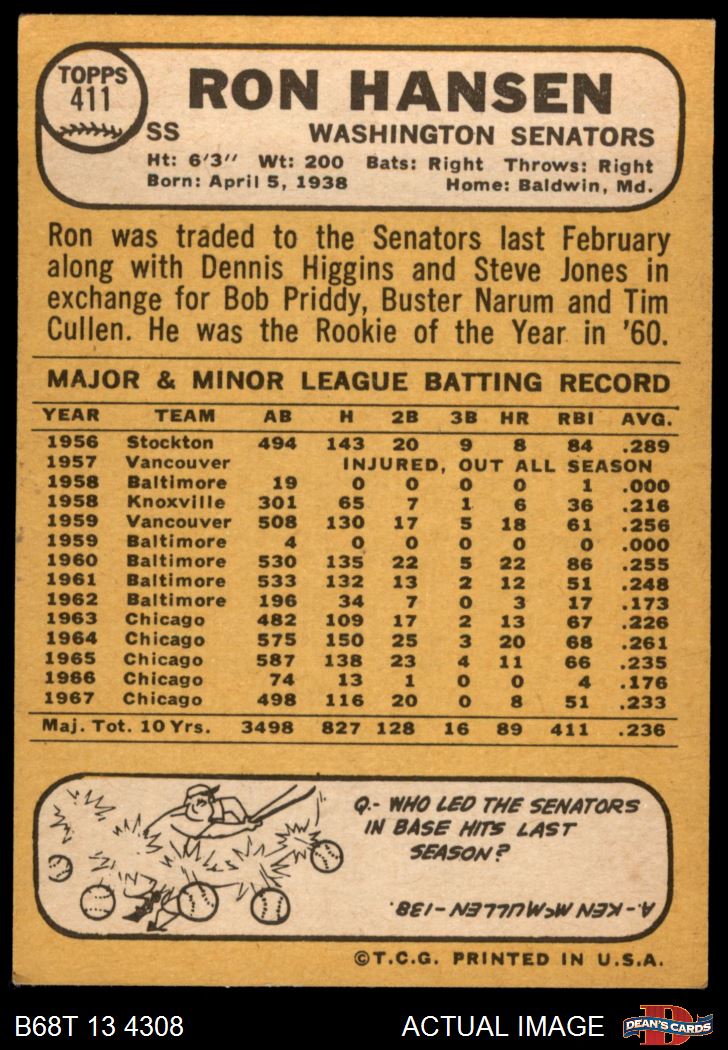 TOPPS
411
RON HANSEN
SS WASHINGTON SENATORS
Ht: 6'3" Wt: 200 Bats: Right Throws: Right
Born: April 5, 1938 Home: Baldwin, Md.
Ron was traded to the Senators last February
along with Dennis Higgins and Steve Jones in
exchange for Bob Priddy, Buster Narum and Tim
Cullen. He was the Rookie of the Year in '60.
MAJOR & MINOR LEAGUE BATTING RECORD
YEAR TEAM AB H 2B 3B HR RBI AVG.
1956 Stockton 494 143 20 9 8 84 .289
1957 Vancouver INJURED, OUT ALL SEASON
1958 Baltimore 19 0 0 0 0 1 .000
1958 Knoxville 301 65 7 1 6 36 .216
1959 Vancouver 508 130 17 5 18 61 .256
1959 Baltimore 4 0 0 0 0 0 .000
1960 Baltimore 530 135 22 5 22 86 .255
1961 Baltimore 533 132 13 2 12 51 .248
1962 Baltimore 196 34 7 0 3 17 .173
1963 Chicago 482 109 17 2 13 67 .226
1964 Chicago 575 150 25 3 20 68 .261
1965 Chicago 587 138 23 4 11 66 .235
1966 Chicago 74 13 1 0 0 4 .176
1967 Chicago 498 116 20 0 8 51 .233
Maj. Tot. 10 Yrs. 3498 827 128 16 89 411 .236
Q.- WHO LED THE SENATORS
IN BASE HITS LAST
SEASON?
A.- KEN McMULLEN-138.
©T.C.G. PRINTED IN U.S.A.
B68T 13 4308 ACTUAL IMAGE
D
DEAN'S CARDS